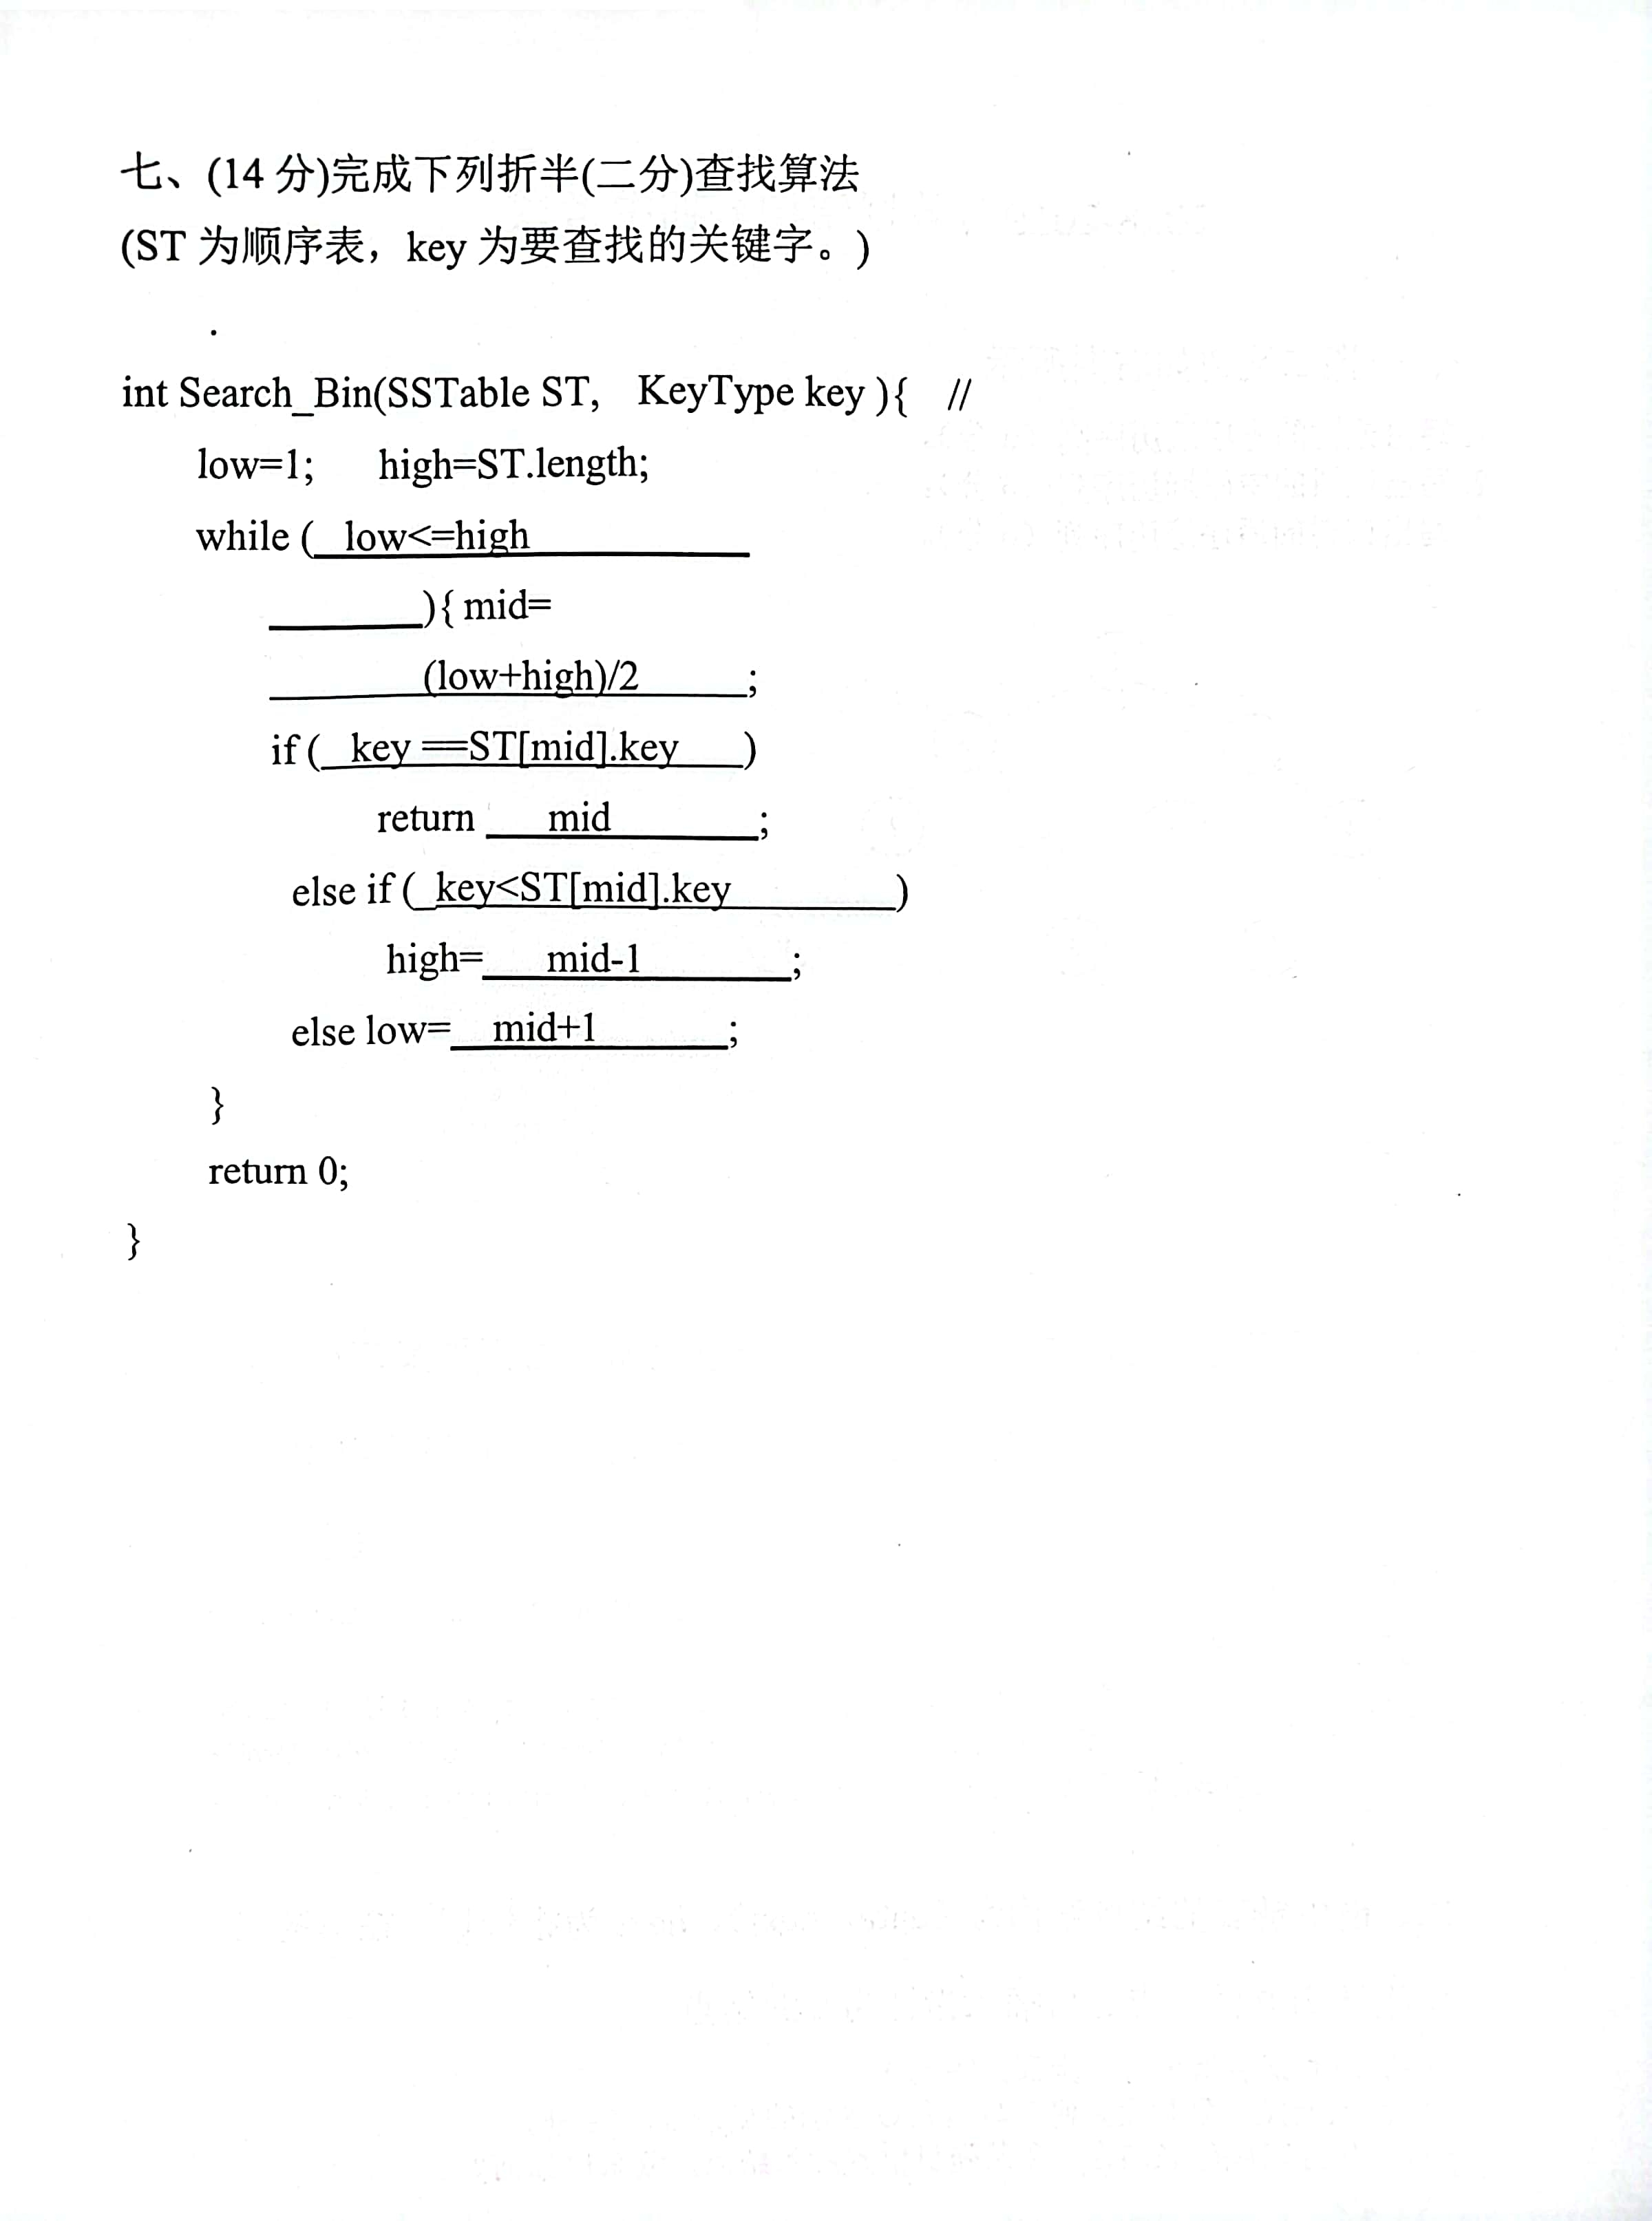 七、(14 分)完成下列折半(二分)查找算法
(ST 为顺序表，key 为要查找的关键字。)
int Search_Bin(SSTable ST, KeyType key ){ //
low=1; high=ST.length;
while ( low<=high
){ mid=
(low+high)/2 ;
if ( key ==ST[mid].key )
return mid ;
else if ( key<ST[mid].key )
high= mid-1 ;
else low= mid+1 ;
}
return 0;
}